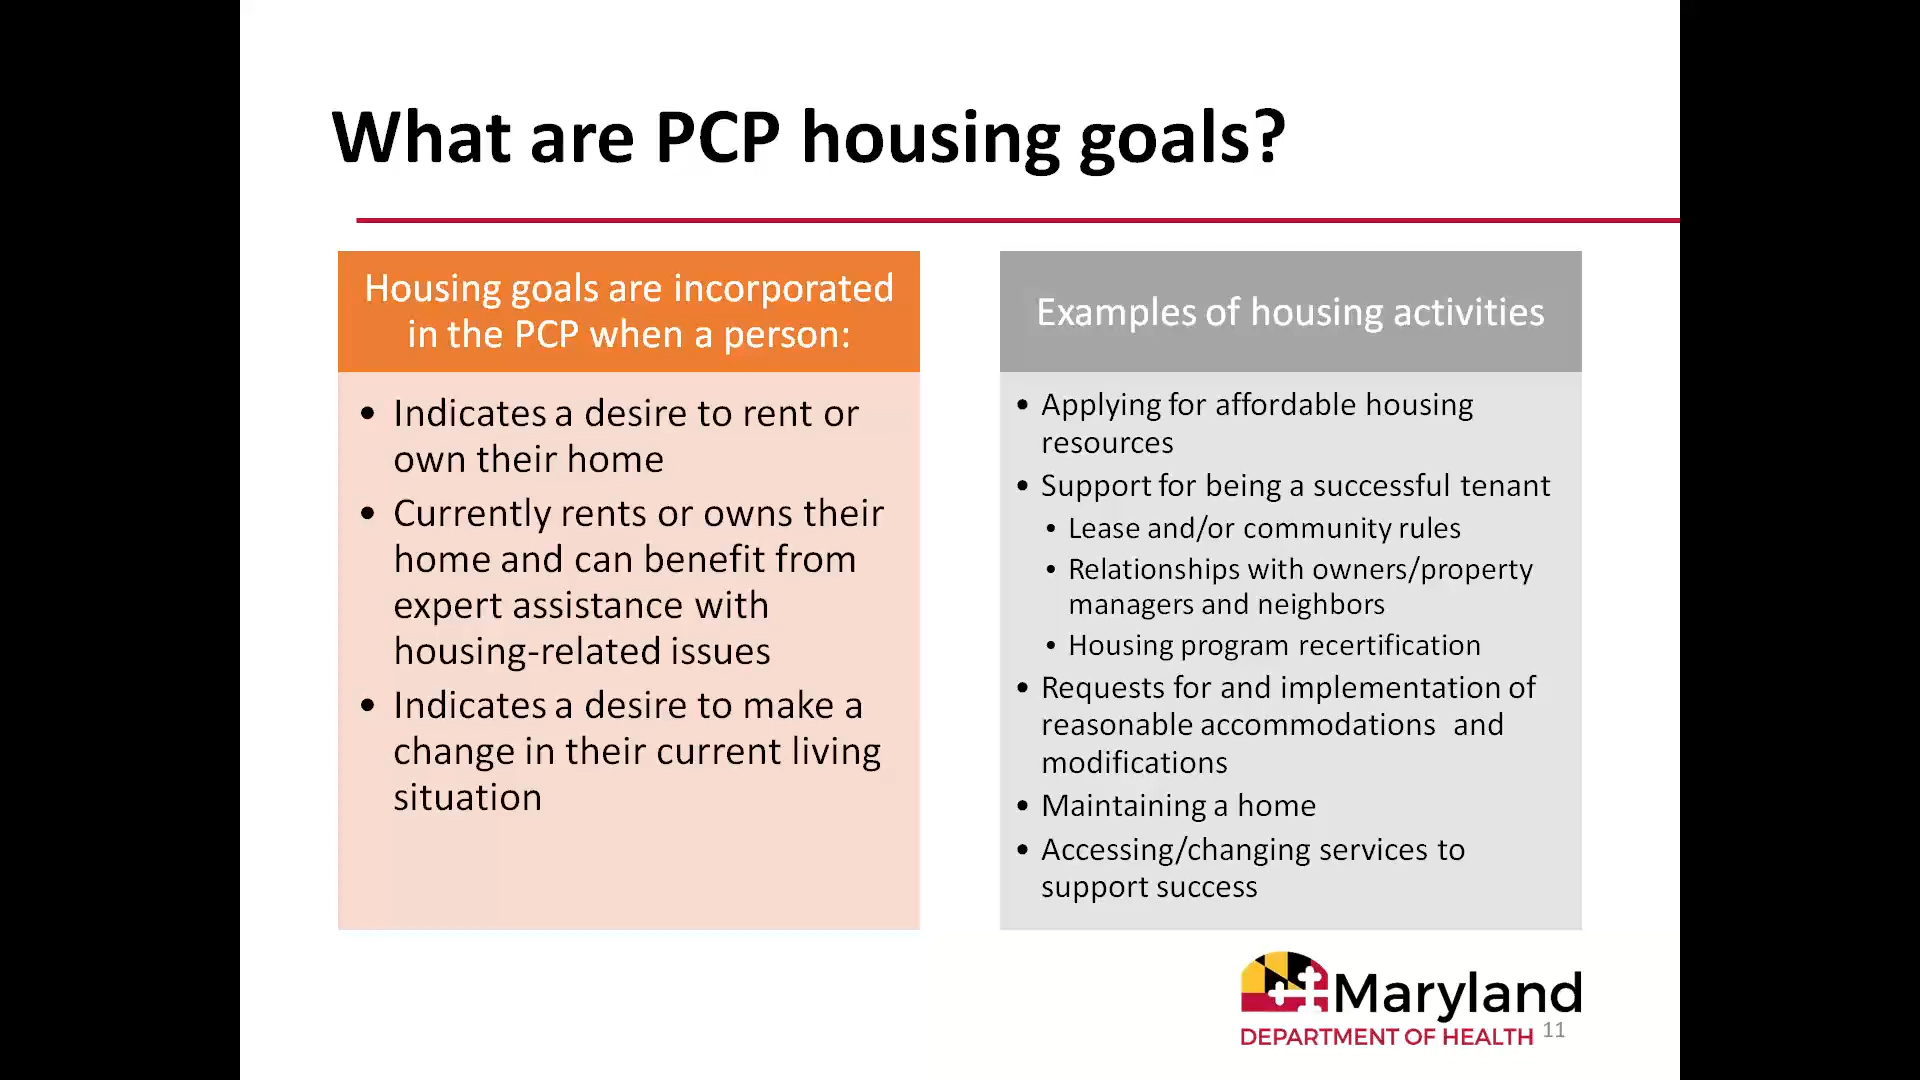 What are PCP housing goals?
Housing goals are incorporated
in the PCP when a person:
• Indicates a desire to rent or
own their home
• Currently rents or owns their
home and can benefit from
expert assistance with
housing-related issues
• Indicates a desire to make a
change in their current living
situation
Examples of housing activities
• Applying for affordable housing
resources
• Support for being a successful tenant
• Lease and/or community rules
• Relationships with owners/property
managers and neighbors
• Housing program recertification
• Requests for and implementation of
reasonable accommodations and
modifications
• Maintaining a home
• Accessing/changing services to
support success
Maryland
DEPARTMENT OF HEALTH
11